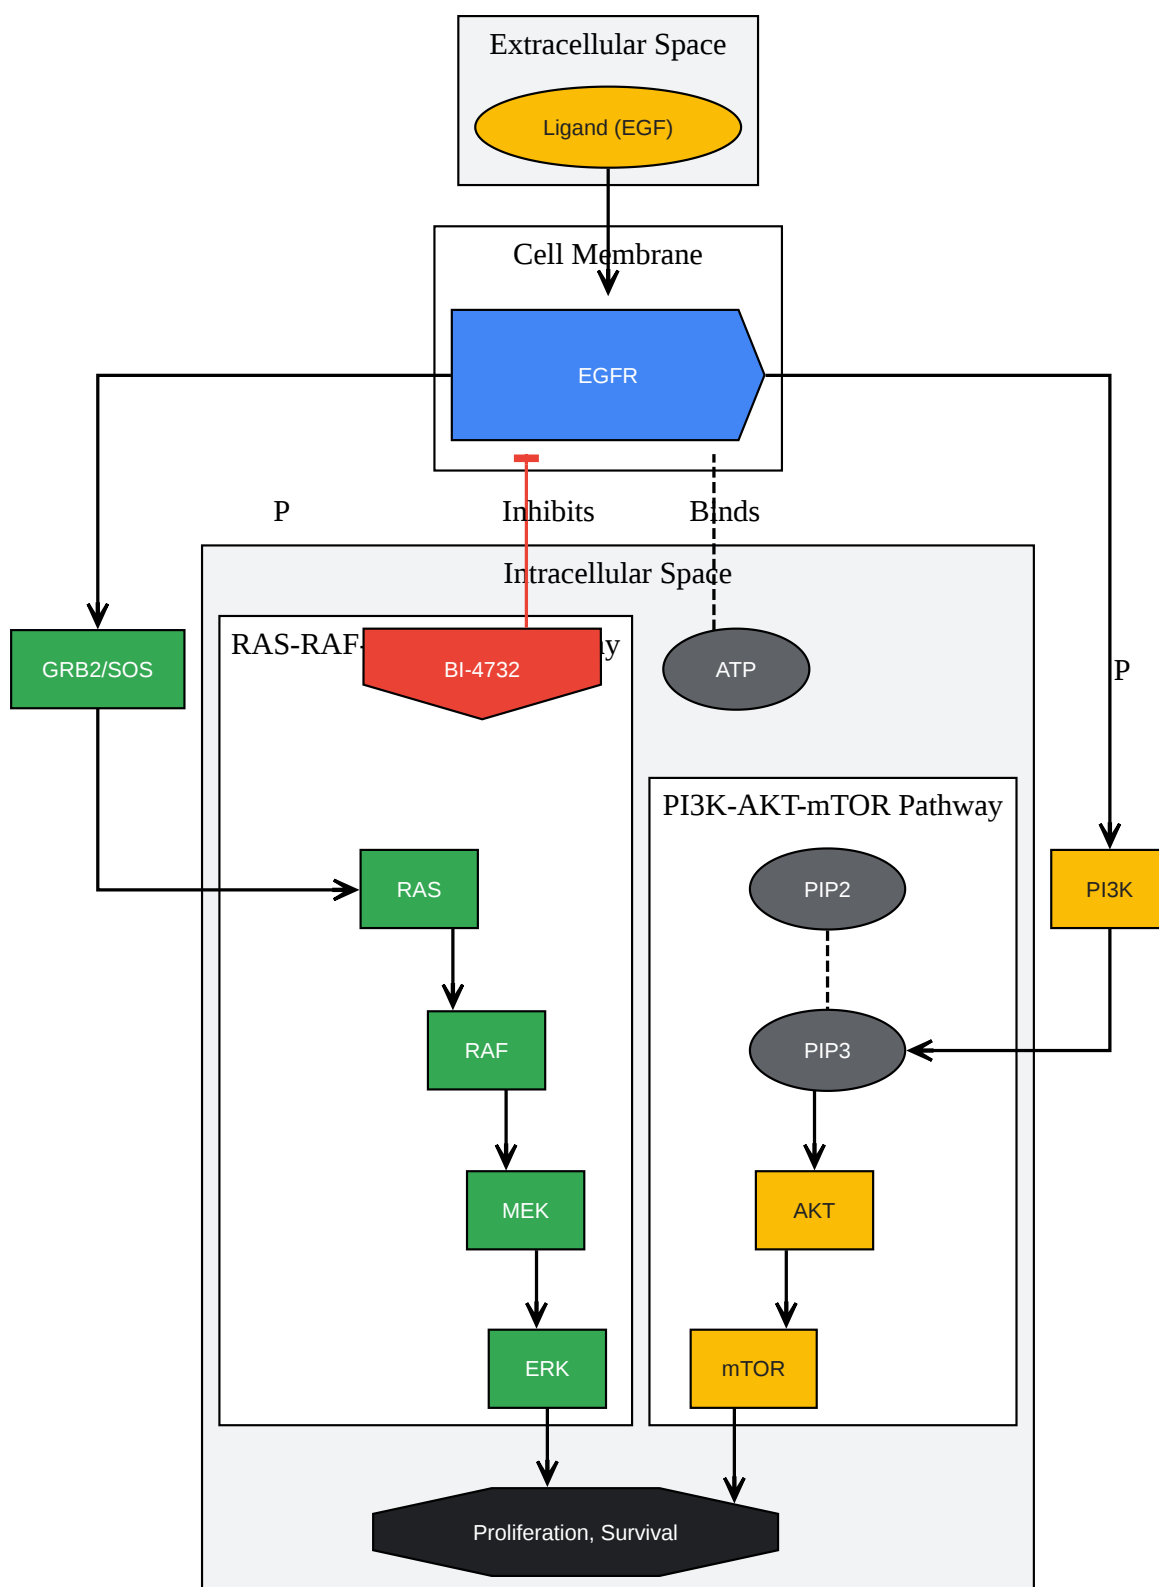 Extracellular Space
Ligand (EGF)
Cell Membrane
EGFR
P
Inhibits
Binds
Intracellular Space
RAS-RAF-
BI-4732
ATP
GRB2/SOS
P
PI3K-AKT-mTOR Pathway
RAS
PIP2
PI3K
RAF
PIP3
MEK
AKT
ERK
mTOR
Proliferation, Survival